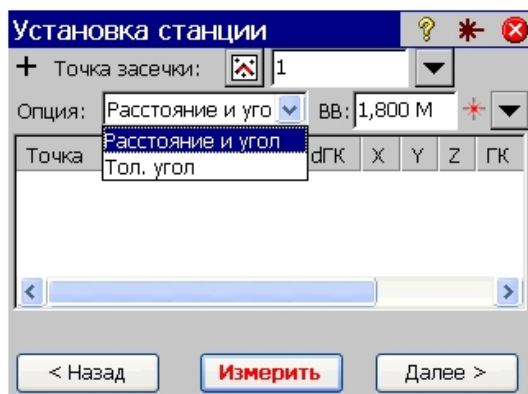 Установка станции
Точка засечки: 1
Опция: Расстояние и уго ВВ: 1,800 М
Расстояние и угол
Тол. угол
Точка dГК X Y Z ГК
< Назад Измерить Далее >